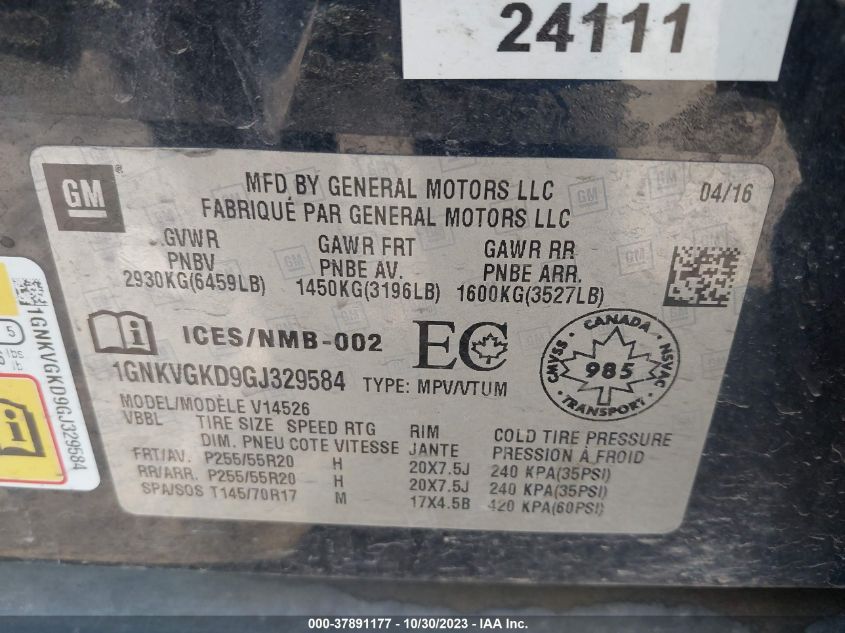 24111
GM
MFD BY GENERAL MOTORS LLC
FABRIQUÉ PAR GENERAL MOTORS LLC
04/16
GVWR GAWR FRT GAWR RR
PNBV PNBE AV. PNBE ARR.
2930KG(6459LB) 1450KG(3196LB) 1600KG(3527LB)
ICES/NMB-002 EC
CANADA
CMVSS 985 NSVAC
TRANSPORT
1GNKVGKD9GJ329584 TYPE: MPV/VTUM
MODEL/MODÈLE V14526
VBBL TIRE SIZE SPEED RTG RIM COLD TIRE PRESSURE
DIM. PNEU COTE VITESSE JANTE PRESSION À FROID
FRT/AV. P255/55R20 H 20X7.5J 240 KPA(35PSI)
RR/ARR. P255/55R20 H 20X7.5J 240 KPA(35PSI)
SPA/SOS T145/70R17 M 17X4.5B 420 KPA(60PSI)
1GNKVGKD9GJ329584
5
lbs
lb
000-37891177 - 10/30/2023 - IAA Inc.